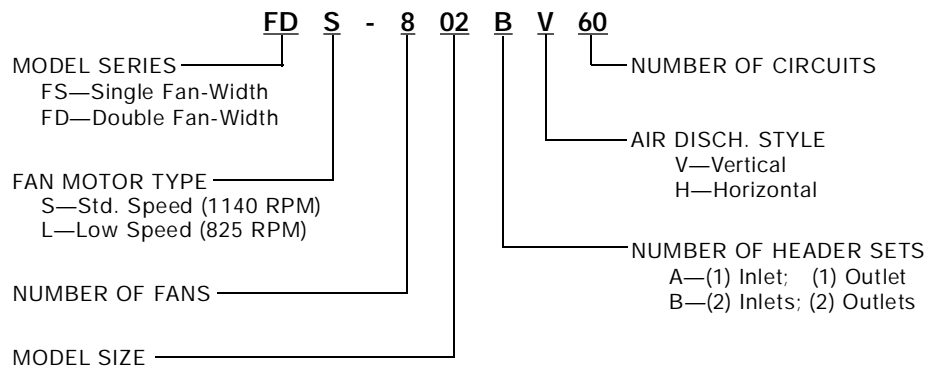 FD S - 8 02 B V 60
MODEL SERIES
FS—Single Fan-Width
FD—Double Fan-Width
FAN MOTOR TYPE
S—Std. Speed (1140 RPM)
L—Low Speed (825 RPM)
NUMBER OF FANS
MODEL SIZE
NUMBER OF CIRCUITS
AIR DISCH. STYLE
V—Vertical
H—Horizontal
NUMBER OF HEADER SETS
A—(1) Inlet; (1) Outlet
B—(2) Inlets; (2) Outlets